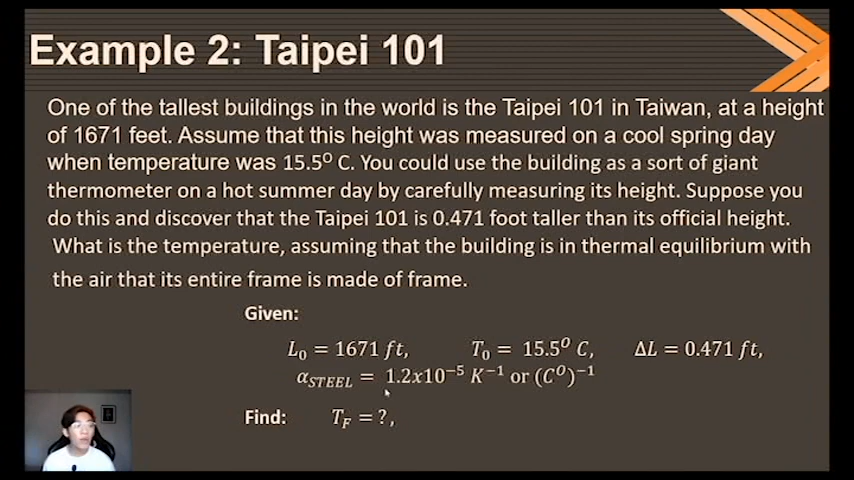 Example 2: Taipei 101
One of the tallest buildings in the world is the Taipei 101 in Taiwan, at a height
of 1671 feet. Assume that this height was measured on a cool spring day
when temperature was 15.5⁰ C. You could use the building as a sort of giant
thermometer on a hot summer day by carefully measuring its height. Suppose you
do this and discover that the Taipei 101 is 0.471 foot taller than its official height.
What is the temperature, assuming that the building is in thermal equilibrium with
the air that its entire frame is made of frame.
Given:
L₀ = 1671 ft, T₀ = 15.5⁰ C, ΔL = 0.471 ft,
α_STEEL = 1.2x10⁻⁵ K⁻¹ or (C⁰)⁻¹
Find: T_F = ? ,